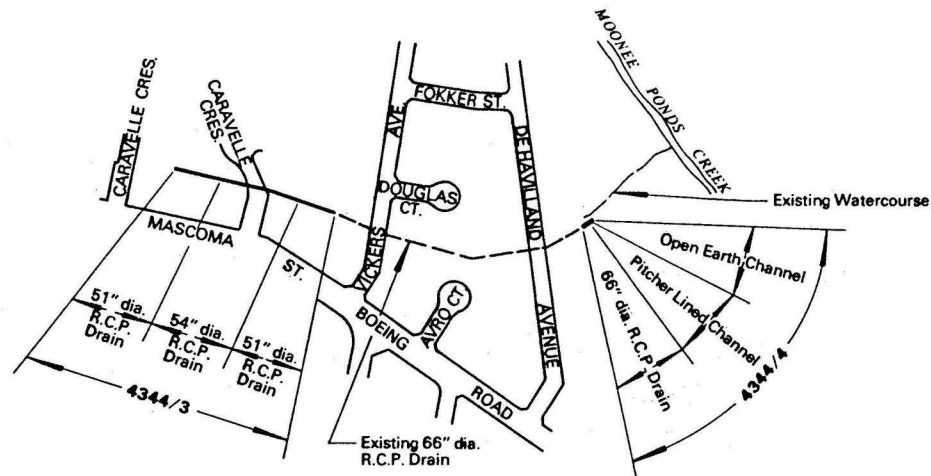 MOONEE PONDS CREEK
CARAVELLE CRES.
CARAVELLE
CRES.
AVE.
FOKKER ST.
DE HAVILLAND
DOUGLAS
CT.
Existing Watercourse
MASCOMA
ST.
VICKERS
Open Earth Channel
Pitcher Lined Channel
66" dia. R.C.P. Drain
4344/4
51" dia.
R.C.P.
Drain
54" dia.
R.C.P.
Drain
51" dia.
R.C.P.
Drain
4344/3
BOEING
AVRO CT
AVENUE
ROAD
Existing 66" dia.
R.C.P. Drain